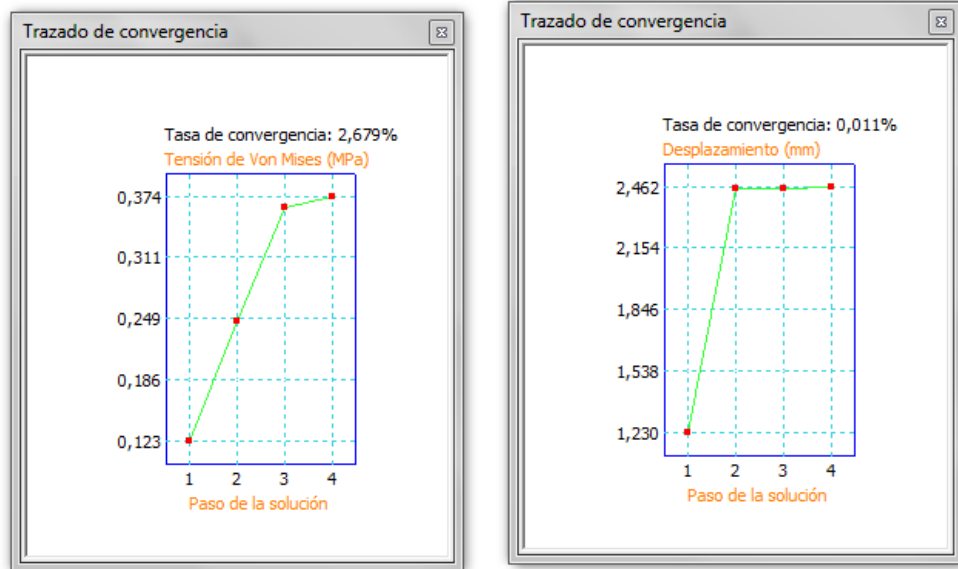 Trazado de convergencia
Tasa de convergencia: 2,679%
Tensión de Von Mises (MPa)
0,374
0,311
0,249
0,186
0,123
1 2 3 4
Paso de la solución
Trazado de convergencia
Tasa de convergencia: 0,011%
Desplazamiento (mm)
2,462
2,154
1,846
1,538
1,230
1 2 3 4
Paso de la solución